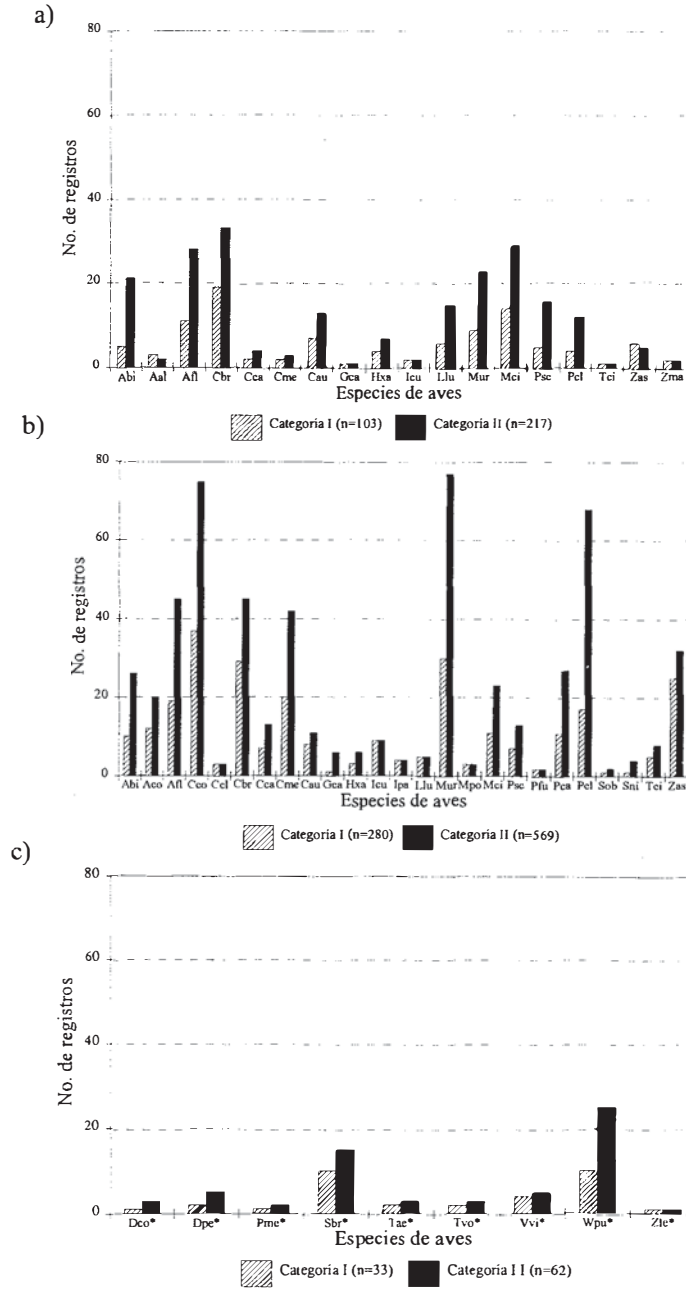 a)
80
60
40
20
0
No. de registros
Abi Aal Afl Cbr Cca Cme Cau Gca Hxa Icu Llu Mur Mci Psc Pcl Tci Zas Zma
Especies de aves
Categoria I (n=103) Categoria II (n=217)
b)
80
60
40
20
0
No. de registros
Abi Aco Afl Cco Ccl Cbr Cca Cme Cau Gca Hxa Icu Ipa Llu Mur Mpo Mci Psc Pfu Pca Pcl Sob Sni Tci Zas
Especies de aves
Categoria I (n=280) Categoria II (n=569)
c)
80
60
40
20
0
No. de registros
Dco* Dpe* Pme* Sbr* Tae* Tvo* Vvi* Wpu* Zle*
Especies de aves
Categoria I (n=33) Categoria I I (n=62)